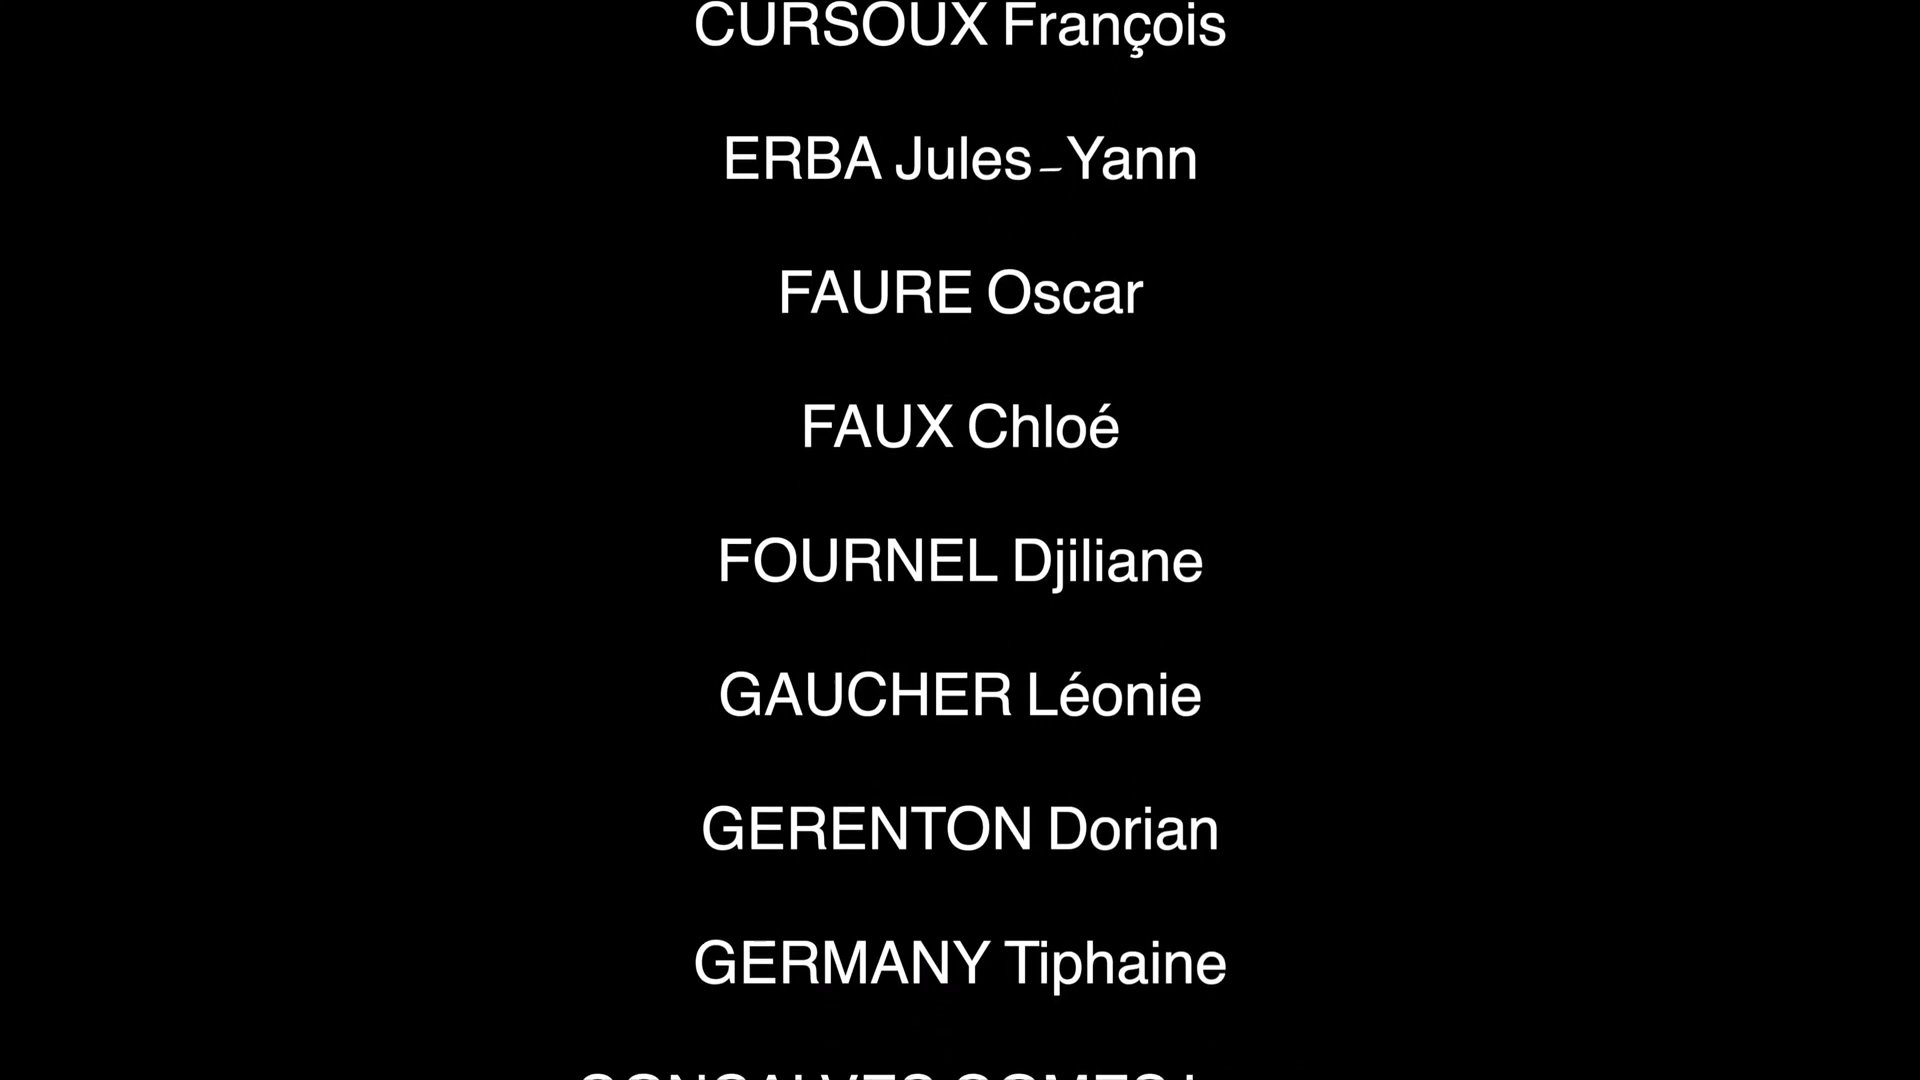 CURSOUX François
ERBA Jules-Yann
FAURE Oscar
FAUX Chloé
FOURNEL Djiliane
GAUCHER Léonie
GERENTON Dorian
GERMANY Tiphaine